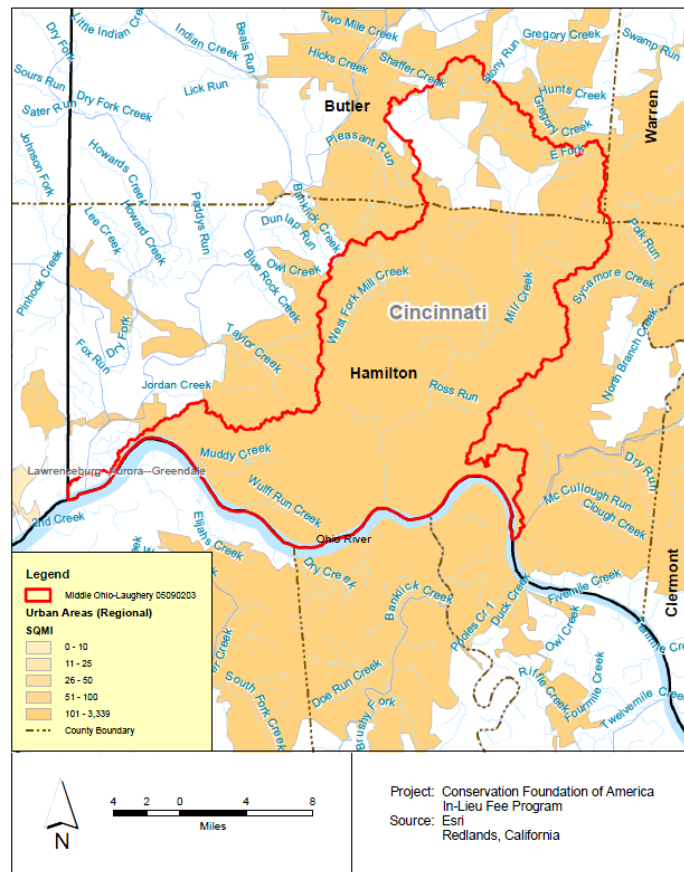 Two Mile Creek
Little Indian Creek
Dry Fork
Indian Creek
Beals Run
Hicks Creek
Shaffer Creek
Stony Run
Gregory Creek
Swamp Run
Sours Run
Sater Run
Dry Fork Creek
Lick Run
Butler
Hunts Creek
Gregory Creek
Warren
Pleasant Run
E Fork
Johnson Fork
Howards Creek
Lee Creek
Howard Creek
Paddys Run
Banklick Creek
Dunlap Run
Polk Run
Pinhook Creek
Owl Creek
Blue Rock Creek
West Fork Mill Creek
Mill Creek
Sycamore Creek
Cincinnati
Dry Fork
Fox Run
Taylor Creek
North Branch Creek
Hamilton
Jordan Creek
Ross Run
Muddy Creek
Lawrenceburg--Aurora--Greendale
Dry Run
Wulff Run Creek
Mc Cullough Run
Clough Creek
2nd Creek
Elijahs Creek
Ohio River
Dry Creek
Banklick Creek
Pooles Cr 1
Duck Creek
Fivemile Creek
Owl Creek
Clermont
Tenmile Creek
Riffle Creek
Fourmile Creek
Twelvemile Creek
South Fork Creek
Doe Run Creek
Brushy Fork
Legend
Middle Ohio-Laughery 05090203
Urban Areas (Regional)
SQMI
0 - 10
11 - 25
26 - 50
51 - 100
101 - 3,339
County Boundary
N
4 2 0 4 8
Miles
Project: Conservation Foundation of America
In-Lieu Fee Program
Source: Esri
Redlands, California